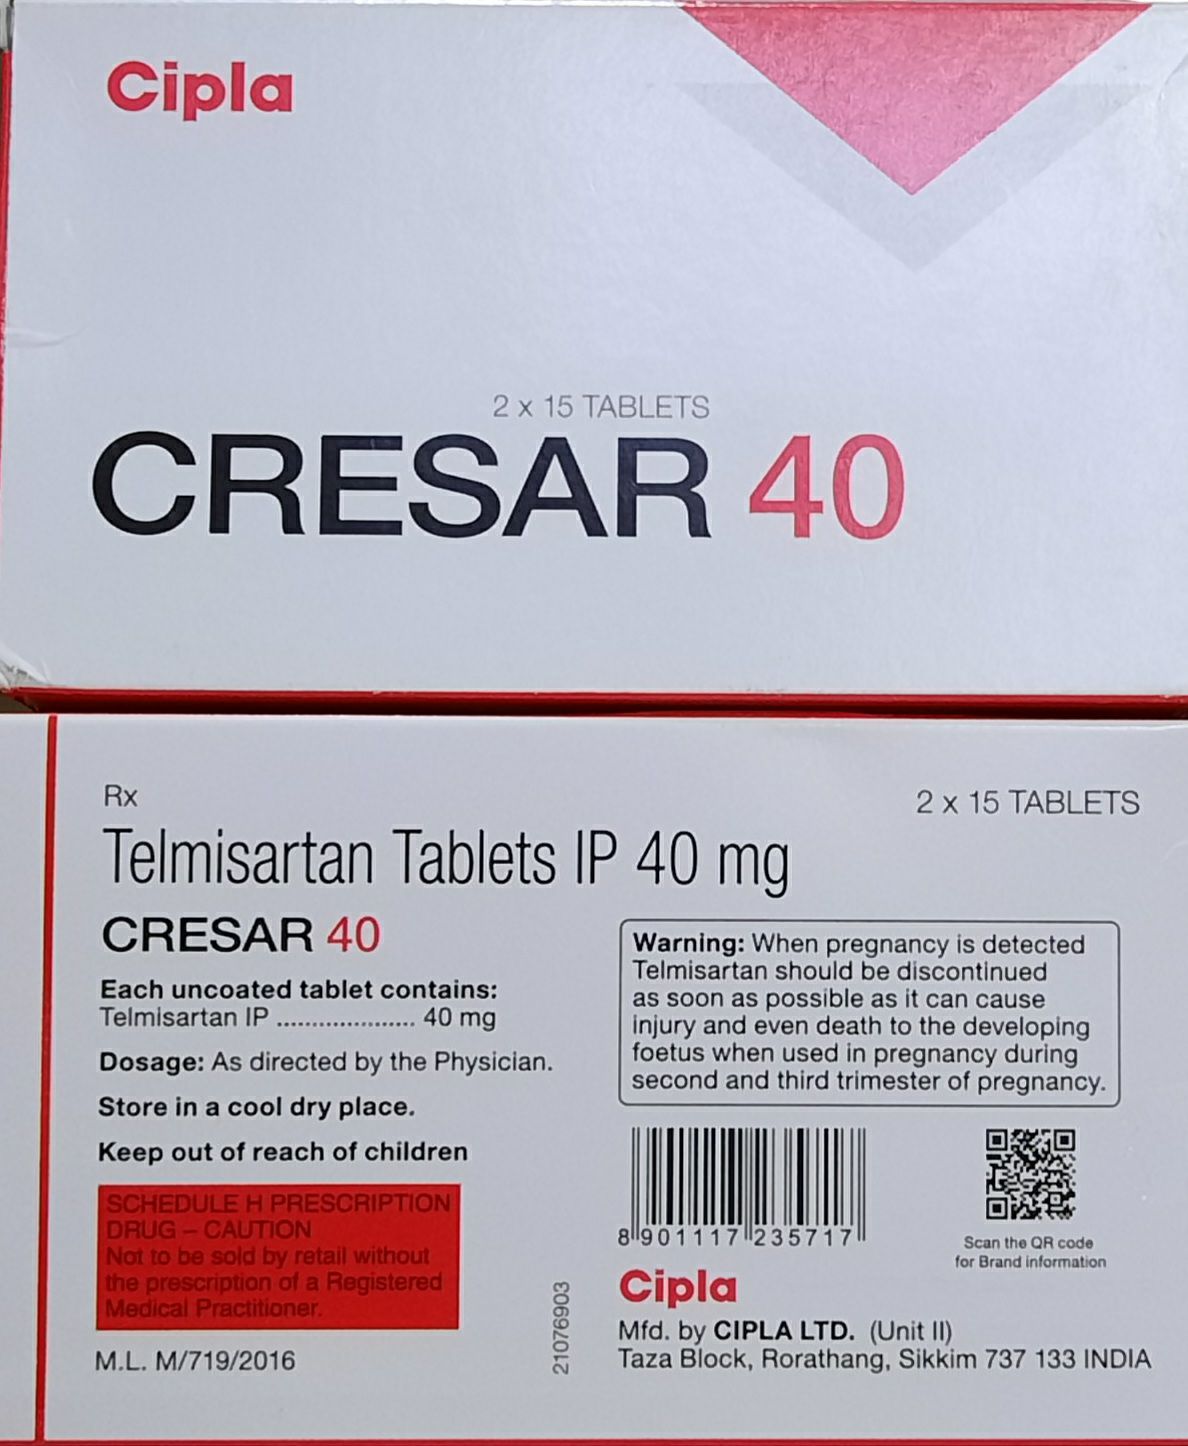 Cipla
2 x 15 TABLETS
CRESAR 40
Rx
2 x 15 TABLETS
Telmisartan Tablets IP 40 mg
CRESAR 40
Each uncoated tablet contains:
Telmisartan IP .................... 40 mg
Dosage: As directed by the Physician.
Store in a cool dry place.
Keep out of reach of children
SCHEDULE H PRESCRIPTION
DRUG – CAUTION
Not to be sold by retail without
the prescription of a Registered
Medical Practitioner.
M.L. M/719/2016
21076903
Warning: When pregnancy is detected
Telmisartan should be discontinued
as soon as possible as it can cause
injury and even death to the developing
foetus when used in pregnancy during
second and third trimester of pregnancy.
8 901117 235717
Scan the QR code
for Brand information
Cipla
Mfd. by CIPLA LTD. (Unit II)
Taza Block, Rorathang, Sikkim 737 133 INDIA